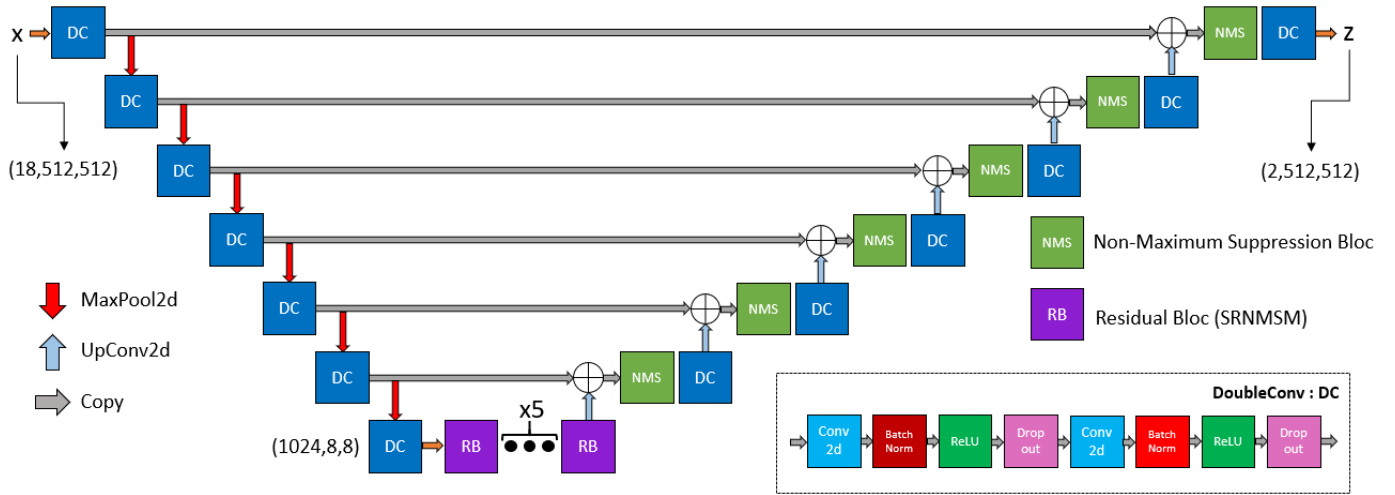 X
DC
NMS
DC
Z
DC
NMS
DC
(18,512,512)
DC
NMS
DC
(2,512,512)
DC
NMS
DC
NMS
Non-Maximum Suppression Bloc
MaxPool2d
DC
NMS
DC
RB
Residual Bloc (SRNMSM)
UpConv2d
DC
NMS
DC
Copy
x5
(1024,8,8)
DC
RB
RB
DoubleConv : DC
Conv
2d
Batch
Norm
ReLU
Drop
out
Conv
2d
Batch
Norm
ReLU
Drop
out